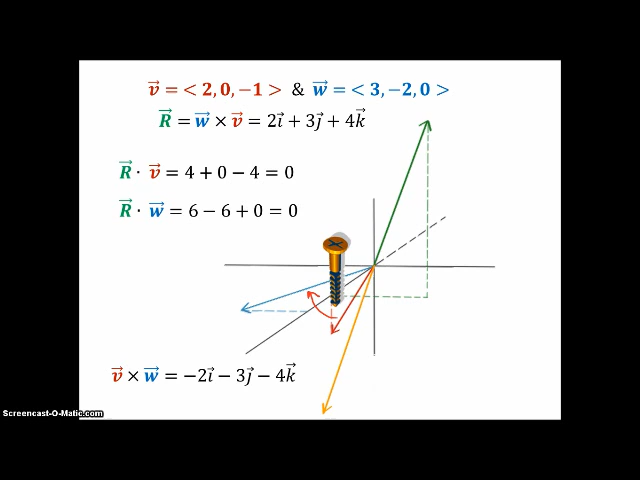 v⃗ = < 2, 0, −1 > & w⃗ = < 3, −2, 0 >
R⃗ = w⃗ × v⃗ = 2i⃗ + 3j⃗ + 4k⃗
R⃗ · v⃗ = 4 + 0 − 4 = 0
R⃗ · w⃗ = 6 − 6 + 0 = 0
v⃗ × w⃗ = −2i⃗ − 3j⃗ − 4k⃗
Screencast-O-Matic.com